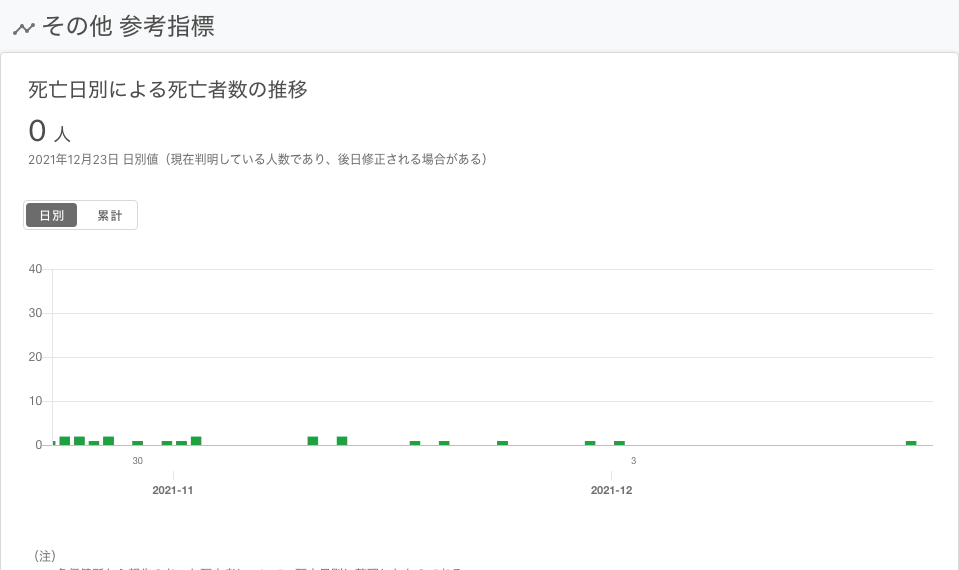 その他 参考指標
死亡日別による死亡者数の推移
0 人
2021年12月23日 日別値（現在判明している人数であり、後日修正される場合がある）
日別 累計
40
30
20
10
0
30 3
2021-11 2021-12
（注）